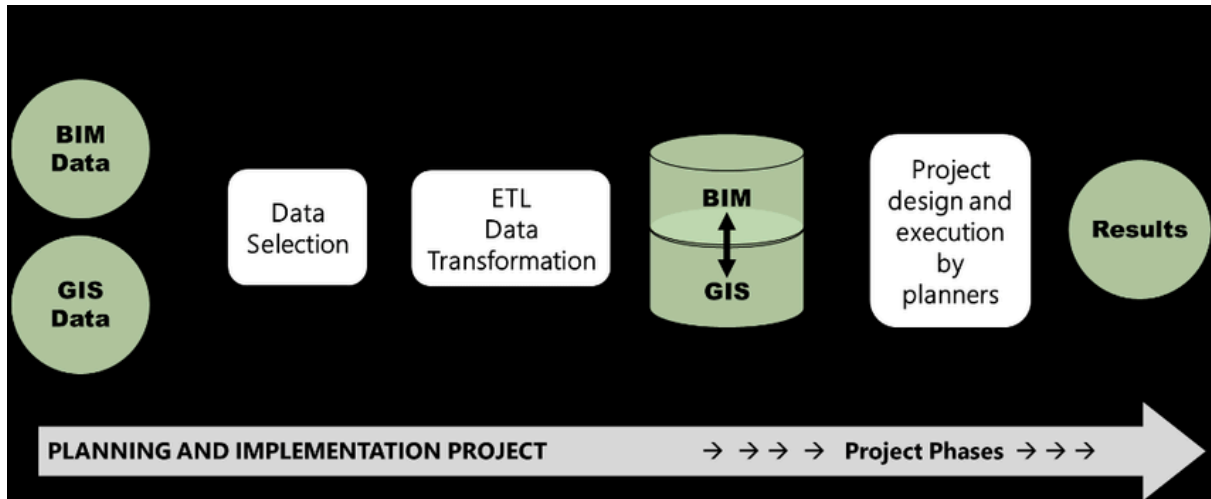 BIM
Data
GIS
Data
Data
Selection
ETL
Data
Transformation
BIM
GIS
Project
design and
execution
by
planners
Results
PLANNING AND IMPLEMENTATION PROJECT → → → → Project Phases → → →